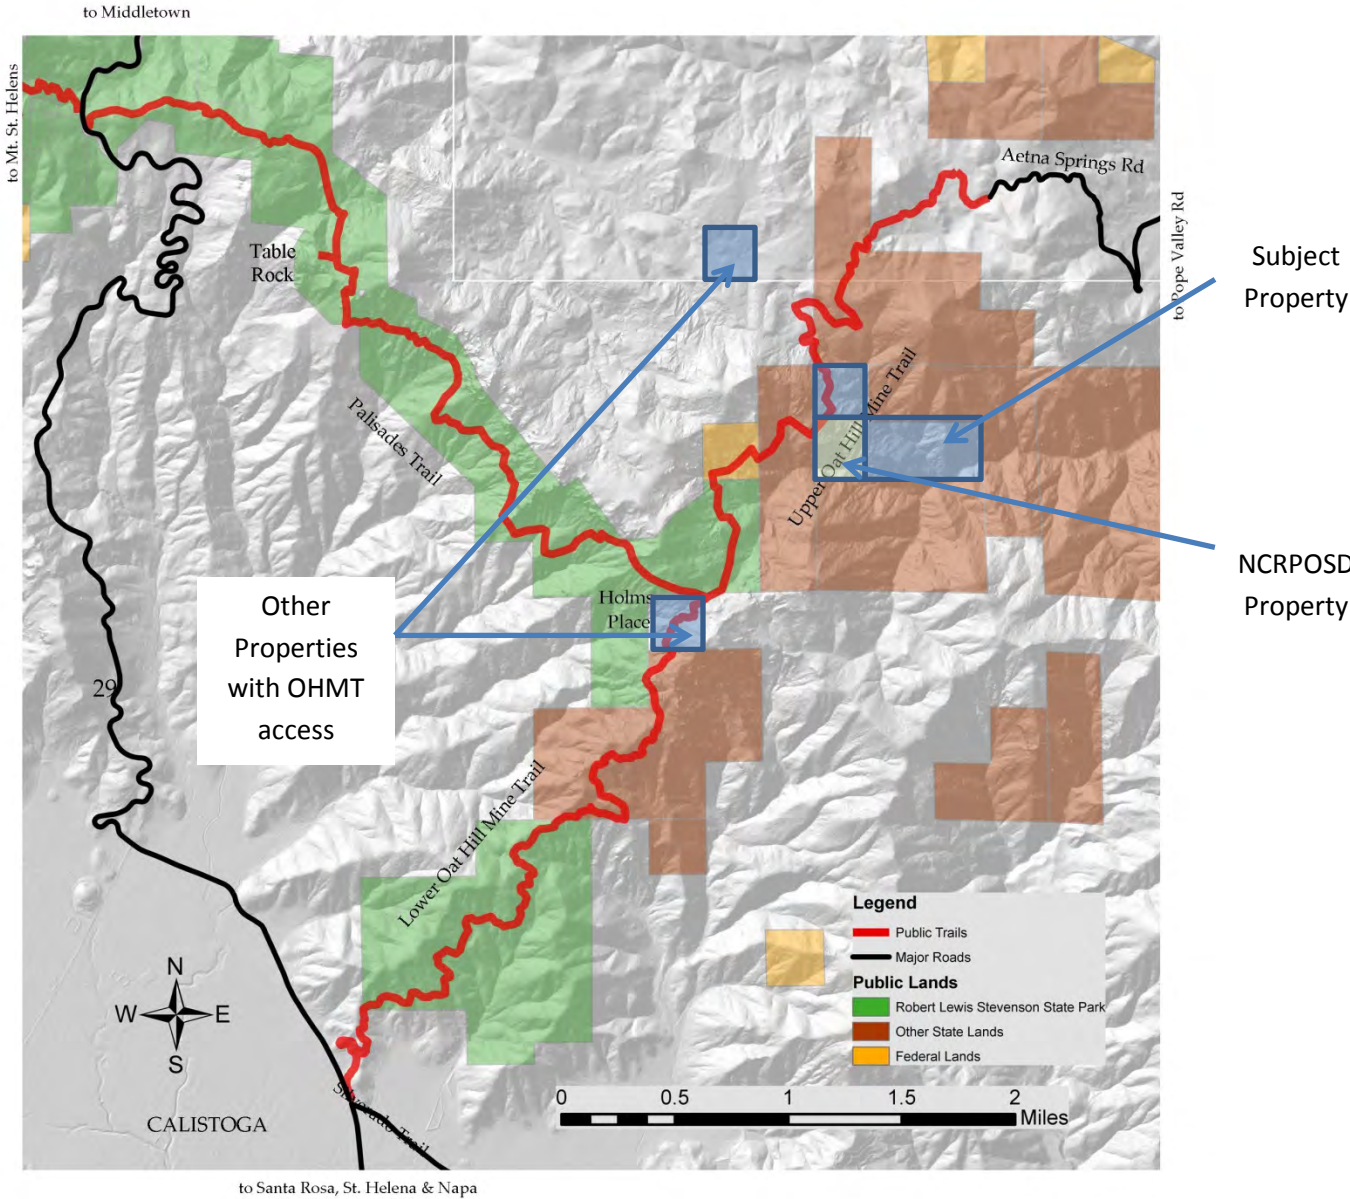 to Middletown
to Mt. St. Helens
Aetna Springs Rd
to Pope Valley Rd
Table
Rock
Subject
Property
Palisades Trail
Upper Oat Hill Mine Trail
NCRPOSD
Property
Other
Properties
with OHMT
access
Holms
Place
29
Lower Oat Hill Mine Trail
Legend
Public Trails
Major Roads
Public Lands
Robert Lewis Stevenson State Park
Other State Lands
Federal Lands
N
W
E
S
CALISTOGA
Silverado Trail
0
0.5
1
1.5
2
Miles
to Santa Rosa, St. Helena & Napa